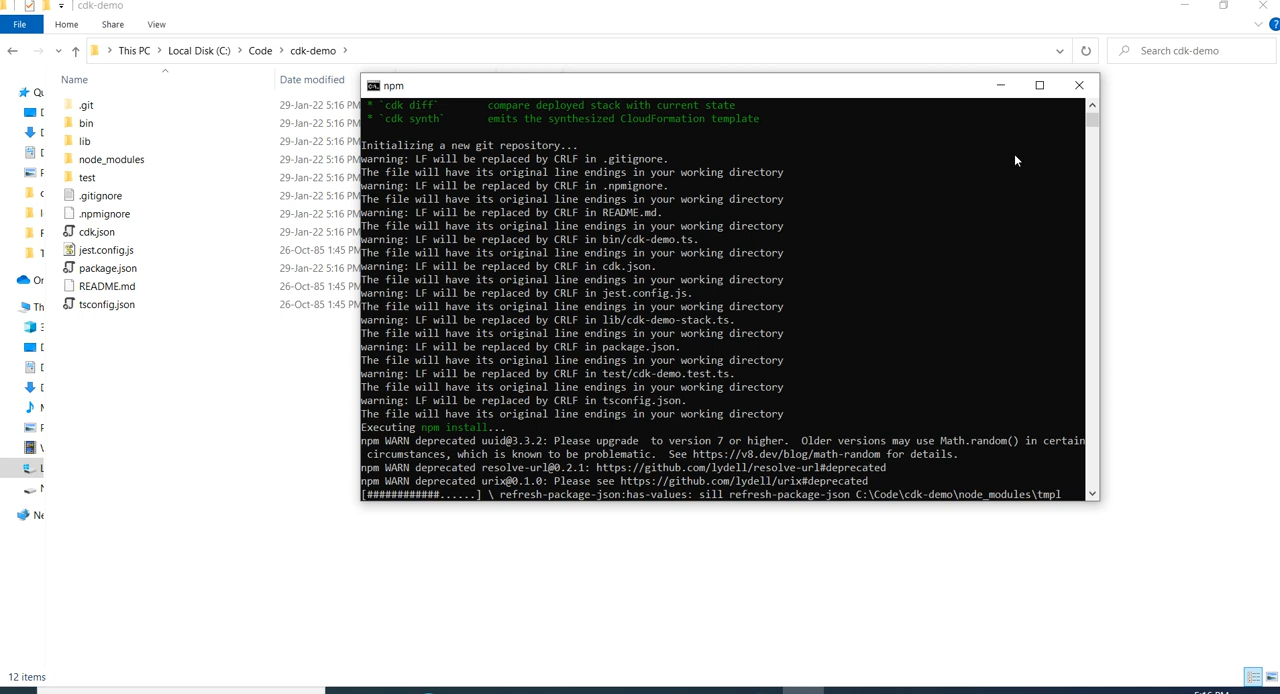 cdk-demo
File Home Share View
This PC > Local Disk (C:) > Code > cdk-demo >
Search cdk-demo
Name Date modified
.git 29-Jan-22 5:16 PM
bin 29-Jan-22 5:16 PM
lib 29-Jan-22 5:16 PM
node_modules 29-Jan-22 5:16 PM
test 29-Jan-22 5:16 PM
.gitignore 29-Jan-22 5:16 PM
.npmignore 29-Jan-22 5:16 PM
cdk.json 29-Jan-22 5:16 PM
jest.config.js 26-Oct-85 1:45 PM
package.json 29-Jan-22 5:16 PM
README.md 26-Oct-85 1:45 PM
tsconfig.json 26-Oct-85 1:45 PM
npm
* `cdk diff` compare deployed stack with current state
* `cdk synth` emits the synthesized CloudFormation template
Initializing a new git repository...
warning: LF will be replaced by CRLF in .gitignore.
The file will have its original line endings in your working directory
warning: LF will be replaced by CRLF in .npmignore.
The file will have its original line endings in your working directory
warning: LF will be replaced by CRLF in README.md.
The file will have its original line endings in your working directory
warning: LF will be replaced by CRLF in bin/cdk-demo.ts.
The file will have its original line endings in your working directory
warning: LF will be replaced by CRLF in cdk.json.
The file will have its original line endings in your working directory
warning: LF will be replaced by CRLF in jest.config.js.
The file will have its original line endings in your working directory
warning: LF will be replaced by CRLF in lib/cdk-demo-stack.ts.
The file will have its original line endings in your working directory
warning: LF will be replaced by CRLF in package.json.
The file will have its original line endings in your working directory
warning: LF will be replaced by CRLF in test/cdk-demo.test.ts.
The file will have its original line endings in your working directory
warning: LF will be replaced by CRLF in tsconfig.json.
The file will have its original line endings in your working directory
Executing npm install...
npm WARN deprecated uuid@3.3.2: Please upgrade  to version 7 or higher.  Older versions may use Math.random() in certain
circumstances, which is known to be problematic.  See https://v8.dev/blog/math-random for details.
npm WARN deprecated resolve-url@0.2.1: https://github.com/lydell/resolve-url#deprecated
npm WARN deprecated urix@0.1.0: Please see https://github.com/lydell/urix#deprecated
[############......] \ refresh-package-json:has-values: sill refresh-package-json C:\Code\cdk-demo\node_modules\tmpl
12 items